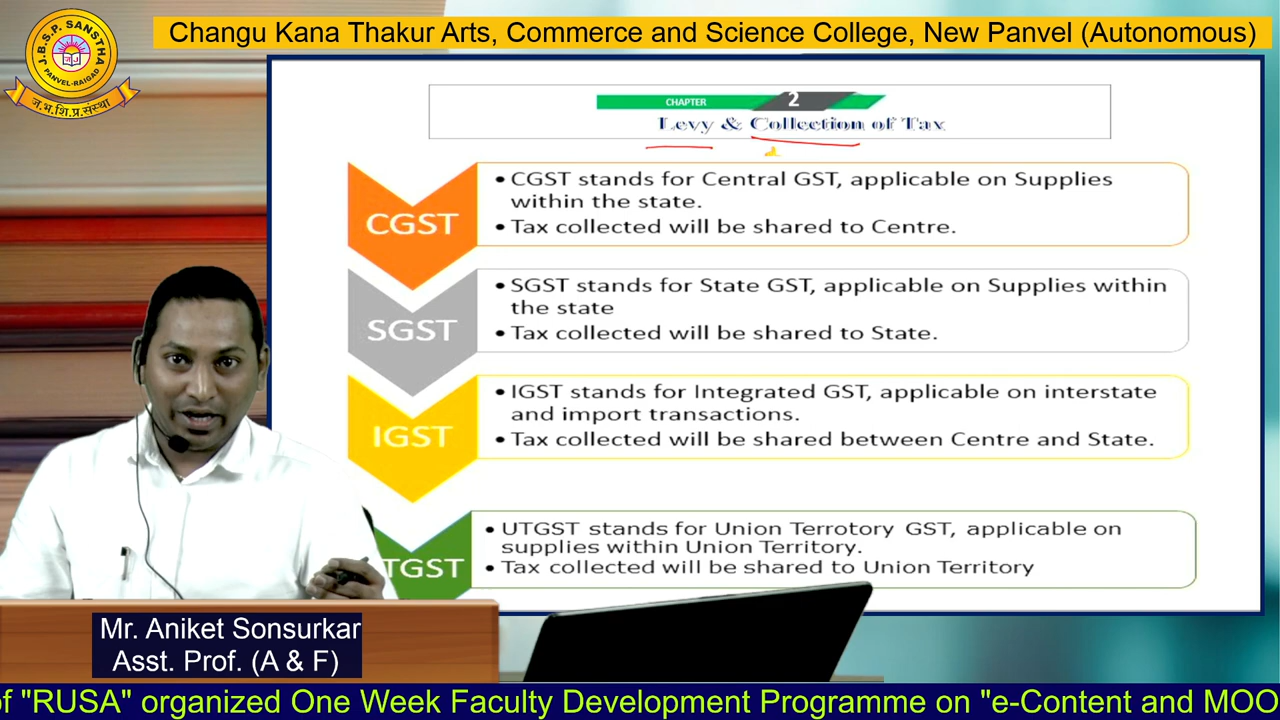 Changu Kana Thakur Arts, Commerce and Science College, New Panvel (Autonomous)
J.B.S.P. SANSTHA
PANVEL-RAIGAD
ज.भ.शि.प्र.संस्था
CHAPTER 2
Levy & Collection of Tax
CGST
• CGST stands for Central GST, applicable on Supplies
within the state.
• Tax collected will be shared to Centre.
SGST
• SGST stands for State GST, applicable on Supplies within
the state
• Tax collected will be shared to State.
IGST
• IGST stands for Integrated GST, applicable on interstate
and import transactions.
• Tax collected will be shared between Centre and State.
TGST
• UTGST stands for Union Terrotory GST, applicable on
supplies within Union Territory.
• Tax collected will be shared to Union Territory
Mr. Aniket Sonsurkar
Asst. Prof. (A & F)
of "RUSA" organized One Week Faculty Development Programme on "e-Content and MOO